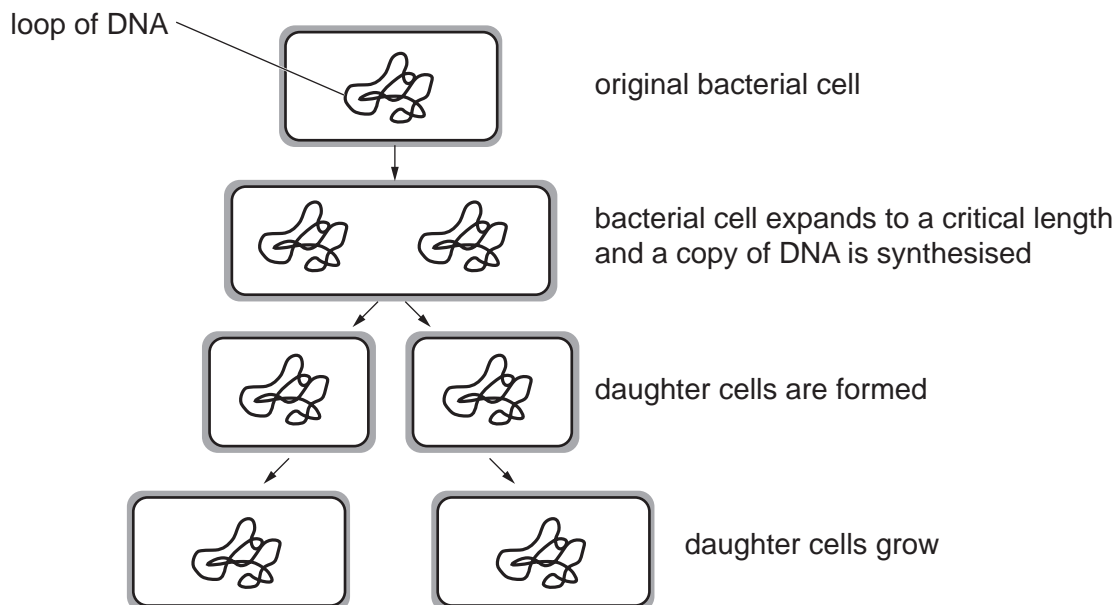 loop of DNA
original bacterial cell
bacterial cell expands to a critical length
and a copy of DNA is synthesised
daughter cells are formed
daughter cells grow